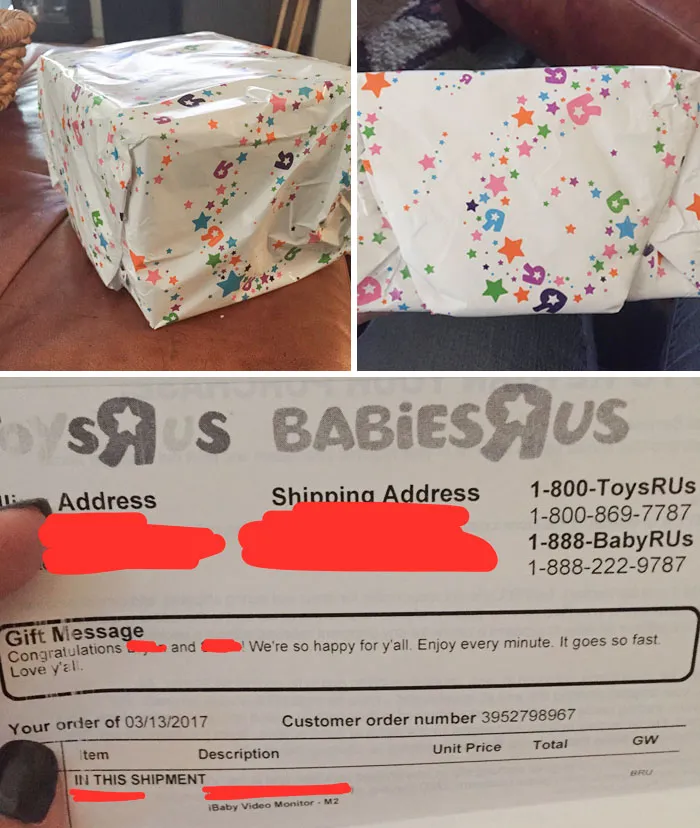 oysЯus BABiESЯUS
Address Shipping Address 1-800-ToysRUs
1-800-869-7787
1-888-BabyRUs
1-888-222-9787
Gift Message
Congratulations and ! We're so happy for y'all. Enjoy every minute. It goes so fast.
Love y'all.
Your order of 03/13/2017 Customer order number 3952798967
Item Description Unit Price Total GW
IN THIS SHIPMENT
BRU
iBaby Video Monitor - M2